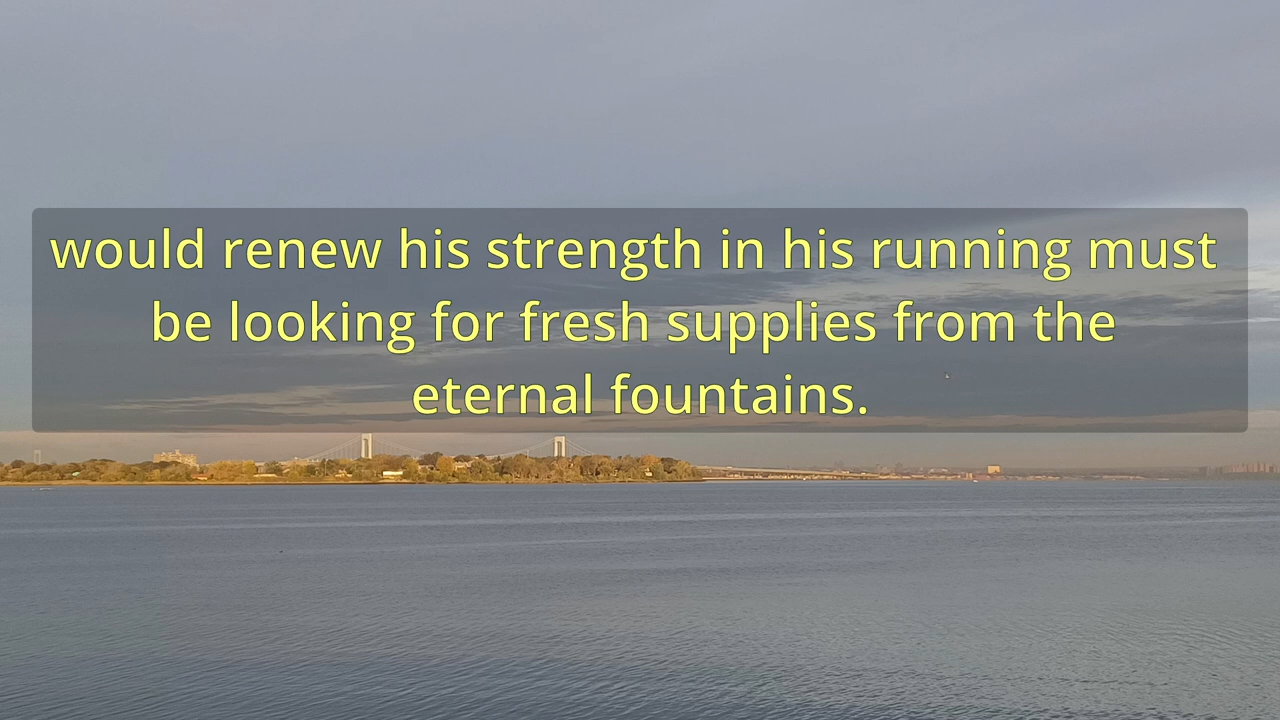 would renew his strength in his running must
be looking for fresh supplies from the
eternal fountains.